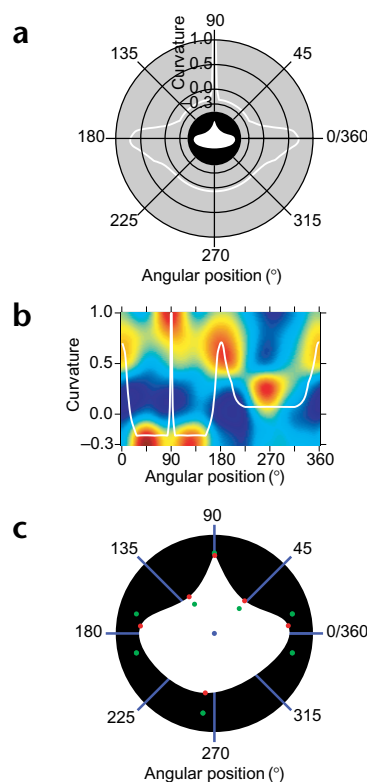 a
90
135
45
Curvature
1.0
0.5
0.0
–0.3
180
0/360
225
315
270
Angular position (°)
b
Curvature
1.0
0.5
0.0
–0.3
0 90 180 270 360
Angular position (°)
c
90
135
45
180
0/360
225
315
270
Angular position (°)